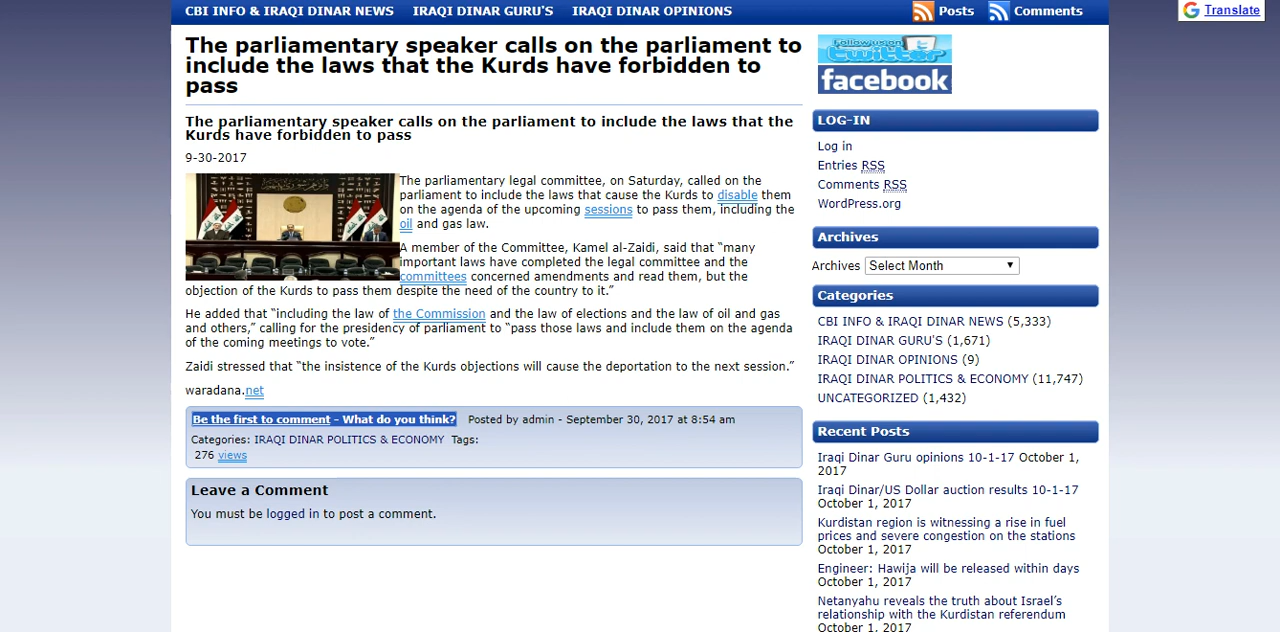 CBI INFO & IRAQI DINAR NEWS IRAQI DINAR GURU'S IRAQI DINAR OPINIONS Posts Comments
Translate
The parliamentary speaker calls on the parliament to
include the laws that the Kurds have forbidden to
pass
The parliamentary speaker calls on the parliament to include the laws that the
Kurds have forbidden to pass
9-30-2017
The parliamentary legal committee, on Saturday, called on the
parliament to include the laws that cause the Kurds to disable them
on the agenda of the upcoming sessions to pass them, including the
oil and gas law.
A member of the Committee, Kamel al-Zaidi, said that “many
important laws have completed the legal committee and the
committees concerned amendments and read them, but the
objection of the Kurds to pass them despite the need of the country to it.”
He added that “including the law of the Commission and the law of elections and the law of oil and gas
and others,” calling for the presidency of parliament to “pass those laws and include them on the agenda
of the coming meetings to vote.”
Zaidi stressed that “the insistence of the Kurds objections will cause the deportation to the next session.”
waradana.net
Be the first to comment - What do you think? Posted by admin - September 30, 2017 at 8:54 am
Categories: IRAQI DINAR POLITICS & ECONOMY Tags:
276 views
Leave a Comment
You must be logged in to post a comment.
Follow us on
twitter
facebook
LOG-IN
Log in
Entries RSS
Comments RSS
WordPress.org
Archives
Archives Select Month
Categories
CBI INFO & IRAQI DINAR NEWS (5,333)
IRAQI DINAR GURU'S (1,671)
IRAQI DINAR OPINIONS (9)
IRAQI DINAR POLITICS & ECONOMY (11,747)
UNCATEGORIZED (1,432)
Recent Posts
Iraqi Dinar Guru opinions 10-1-17 October 1,
2017
Iraqi Dinar/US Dollar auction results 10-1-17
October 1, 2017
Kurdistan region is witnessing a rise in fuel
prices and severe congestion on the stations
October 1, 2017
Engineer: Hawija will be released within days
October 1, 2017
Netanyahu reveals the truth about Israel’s
relationship with the Kurdistan referendum
October 1, 2017